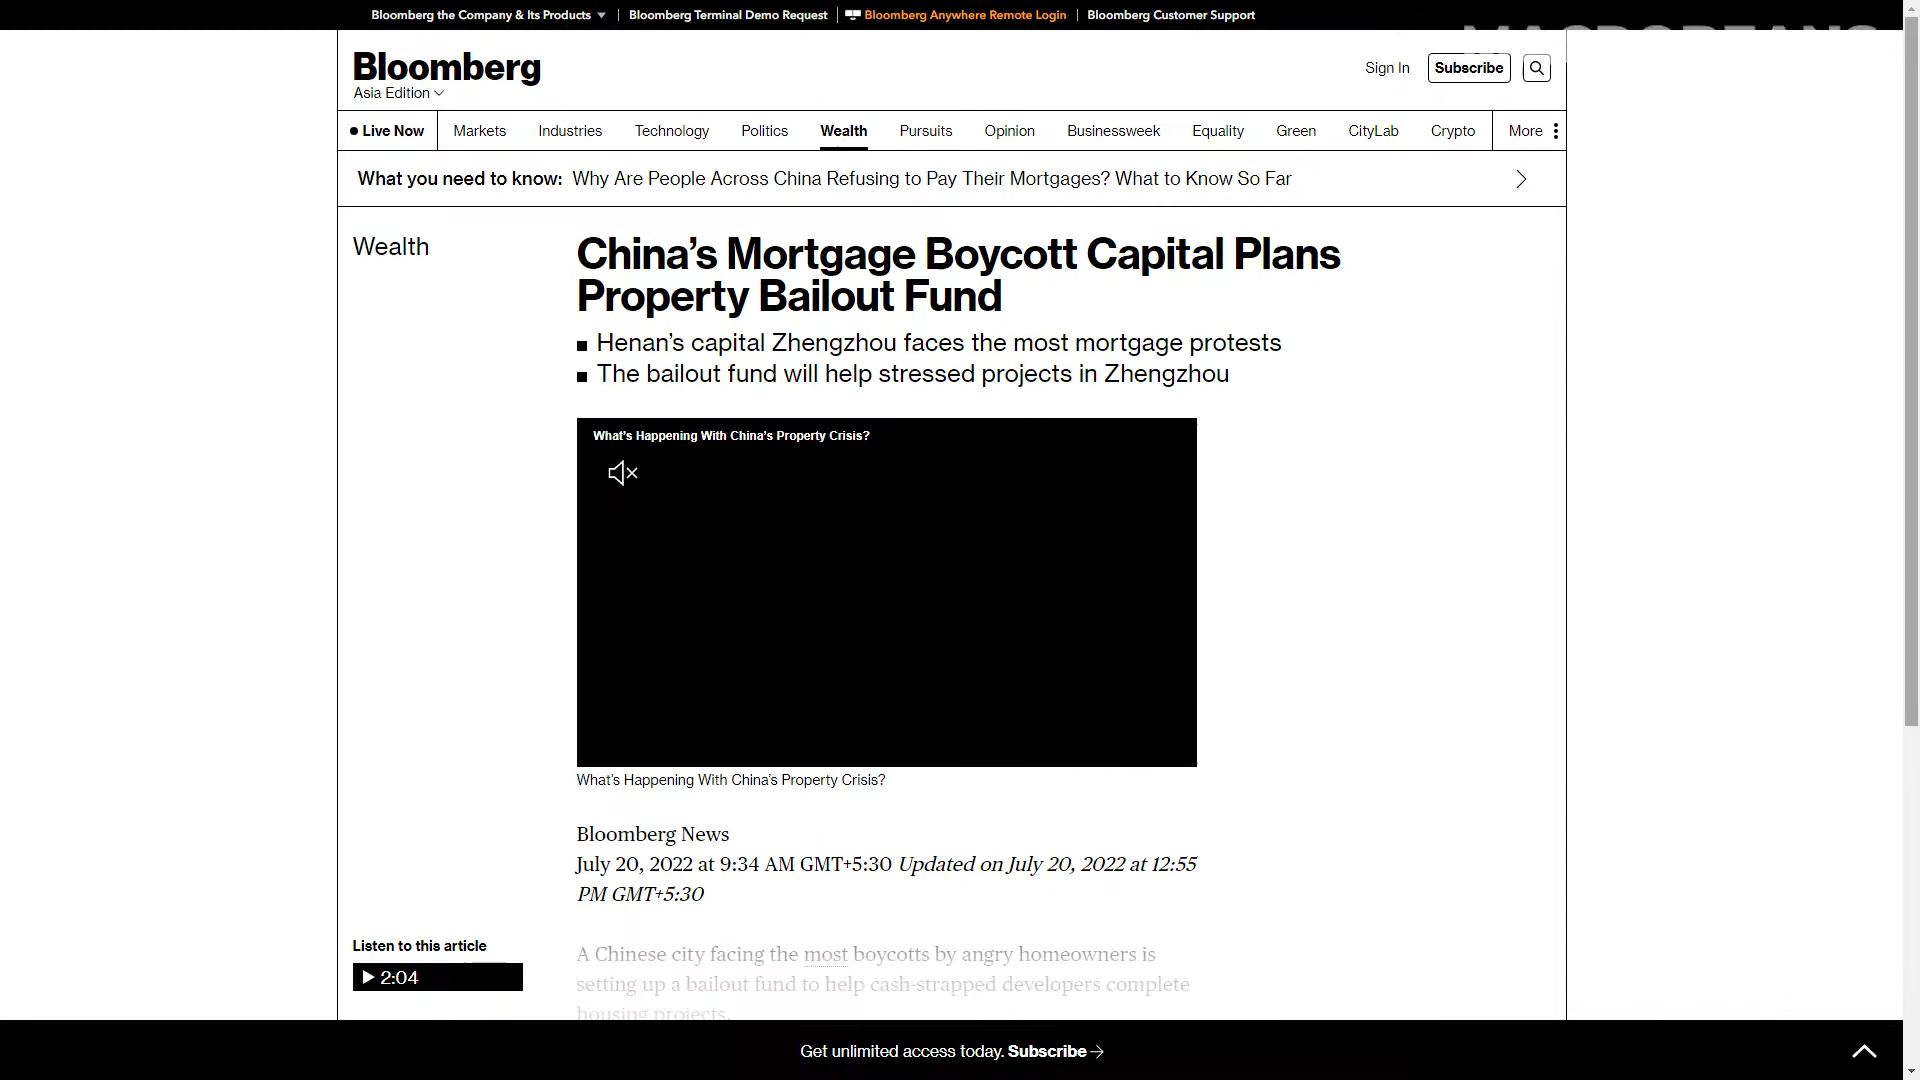 Bloomberg the Company & Its Products
Bloomberg Terminal Demo Request
Bloomberg Anywhere Remote Login
Bloomberg Customer Support
Bloomberg
Asia Edition
Sign In
Subscribe
Live Now
Markets
Industries
Technology
Politics
Wealth
Pursuits
Opinion
Businessweek
Equality
Green
CityLab
Crypto
More
What you need to know: Why Are People Across China Refusing to Pay Their Mortgages? What to Know So Far
Wealth
China’s Mortgage Boycott Capital Plans
Property Bailout Fund
Henan’s capital Zhengzhou faces the most mortgage protests
The bailout fund will help stressed projects in Zhengzhou
What’s Happening With China’s Property Crisis?
What’s Happening With China’s Property Crisis?
Bloomberg News
July 20, 2022 at 9:34 AM GMT+5:30 Updated on July 20, 2022 at 12:55
PM GMT+5:30
Listen to this article
2:04
A Chinese city facing the most boycotts by angry homeowners is
setting up a bailout fund to help cash-strapped developers complete
housing projects.
Get unlimited access today. Subscribe